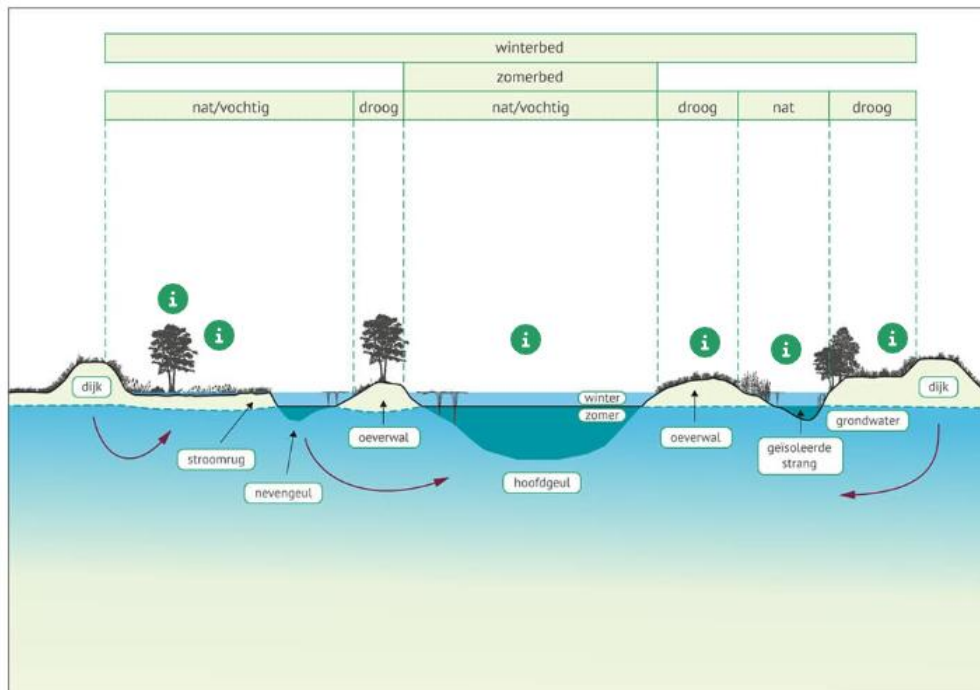 winterbed
zomerbed
nat/vochtig
droog
nat/vochtig
droog
nat
droog
i
i
i
i
i
i
dijk
winter
zomer
dijk
grondwater
oeverwal
oeverwal
geïsoleerde
strang
stroomrug
nevengeul
hoofdgeul